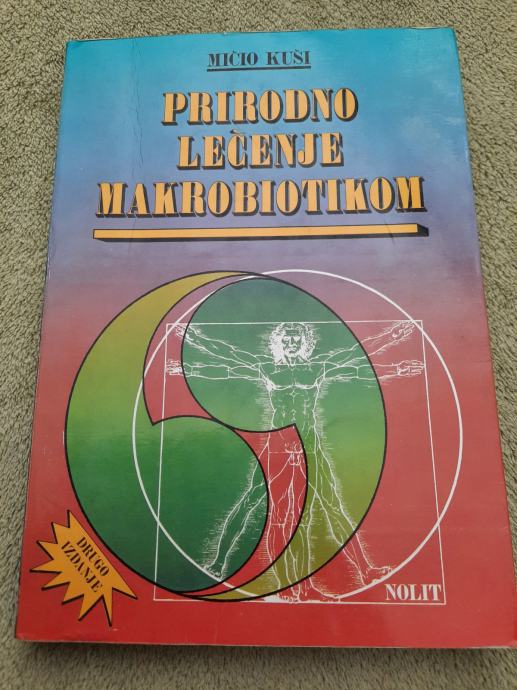 MIČIO KUŠI
PRIRODNO
LEČENJE
MAKROBIOTIKOM
DRUGO
IZDANJE
NOLIT